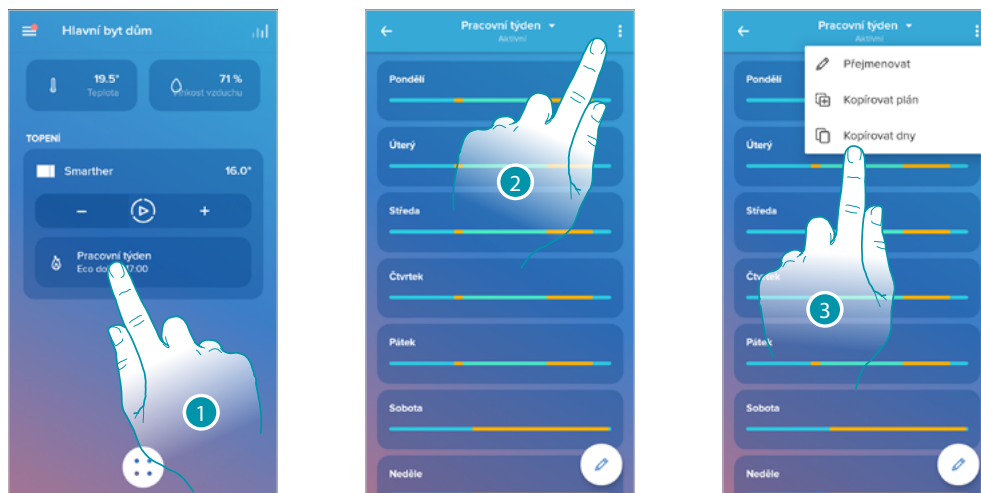 Hlavní byt dům
19.5°
Teplota
71 %
vzduchu
TOPENÍ
Smarther
16.0°
−
+
Pracovní týden
Eco 17:00
1
Pracovní týden
Aktivní
Pondělí
Úterý
Středa
Čtvrtek
Pátek
Sobota
Neděle
2
Pracovní týden
Aktivní
Přejmenovat
Kopírovat plán
Kopírovat dny
Pondělí
Úterý
Středa
Pátek
Sobota
Neděle
3